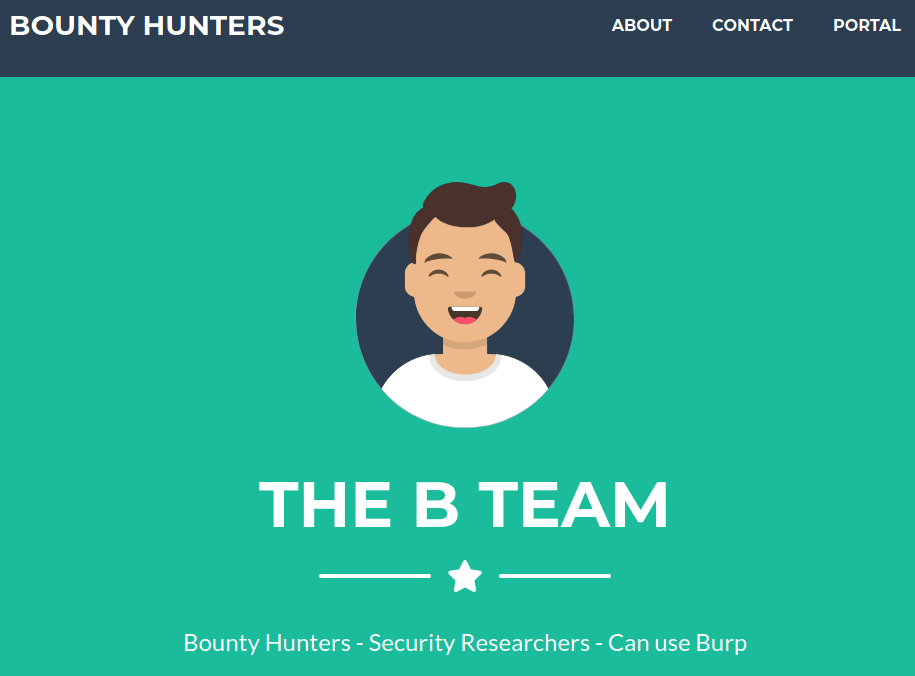 BOUNTY HUNTERS ABOUT CONTACT PORTAL
THE B TEAM
Bounty Hunters - Security Researchers - Can use Burp